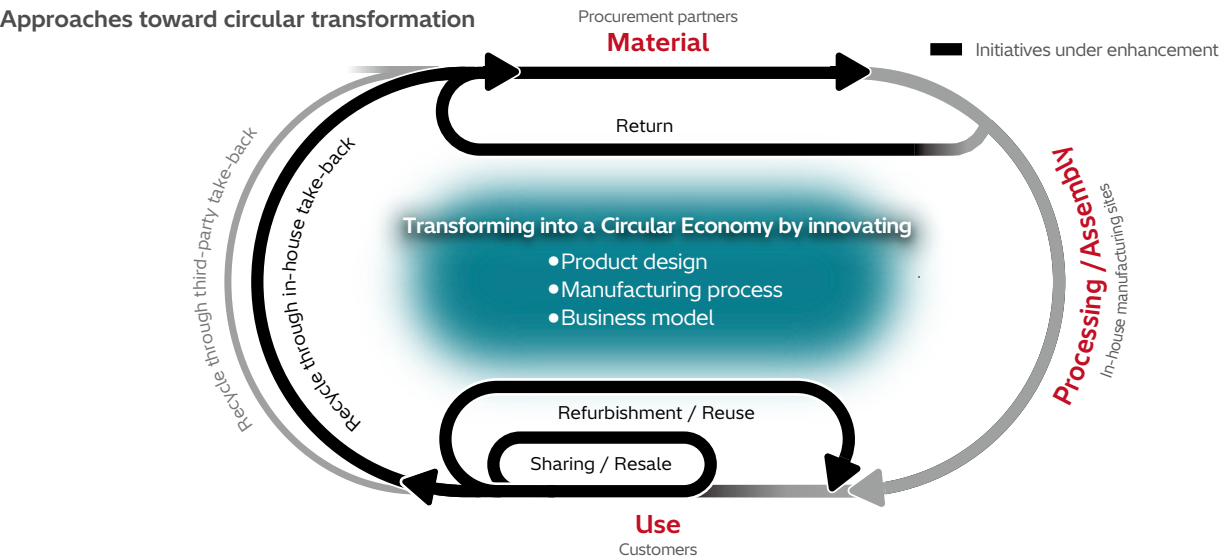 Approaches toward circular transformation
Procurement partners
Material
Initiatives under enhancement
Return
Recycle through third-party take-back
Recycle through in-house take-back
Transforming into a Circular Economy by innovating
●Product design
●Manufacturing process
●Business model
Processing / Assembly
In-house manufacturing sites
Refurbishment / Reuse
Sharing / Resale
Use
Customers